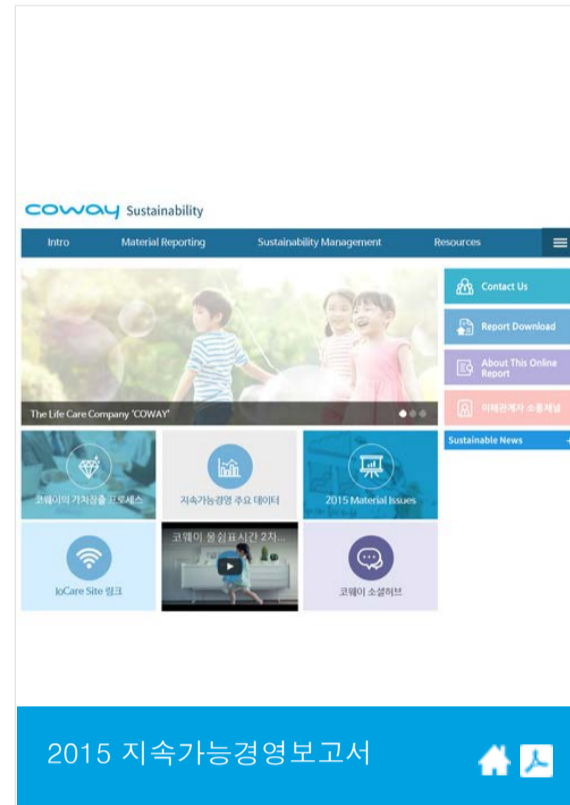 coway Sustainability
Intro Material Reporting Sustainability Management Resources
Contact Us
Report Download
About This Online
Report
이해관계자 소통채널
Sustainable News
The Life Care Company 'COWAY'
코웨이의 가치창출 프로세스
지속가능경영 주요 데이터
2015 Material Issues
IoCare Site 링크
코웨이 물심표시간 2차...
코웨이 소셜허브
2015 지속가능경영보고서